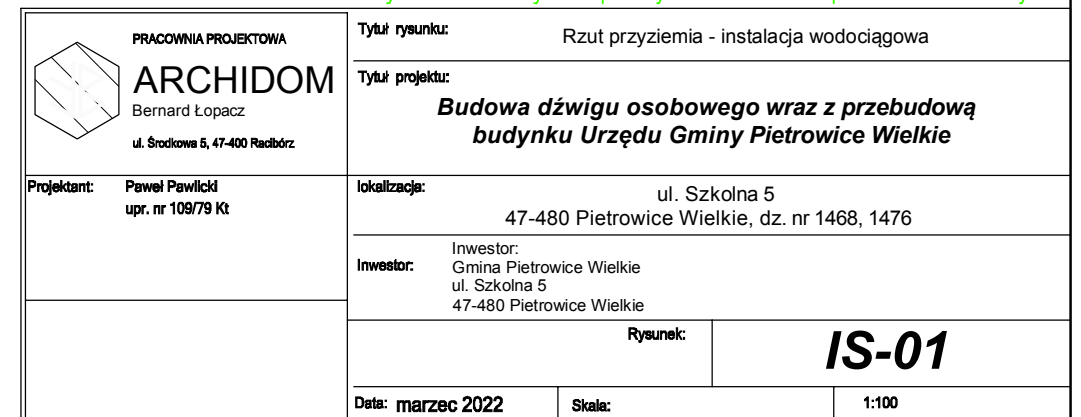 PRACOWNIA PROJEKTOWA
ARCHIDOM
Bernard Łopacz
ul. Środkowa 5, 47-400 Racibórz
Tytuł rysunku:
Rzut przyziemia - instalacja wodociągowa
Tytuł projektu:
Budowa dźwigu osobowego wraz z przebudową
budynku Urzędu Gminy Pietrowice Wielkie
Projektant: Paweł Pawlicki
upr. nr 109/79 Kt
lokalizacja:
ul. Szkolna 5
47-480 Pietrowice Wielkie, dz. nr 1468, 1476
Inwestor:
Inwestor:
Gmina Pietrowice Wielkie
ul. Szkolna 5
47-480 Pietrowice Wielkie
Rysunek:
IS-01
Data: marzec 2022
Skala:
1:100